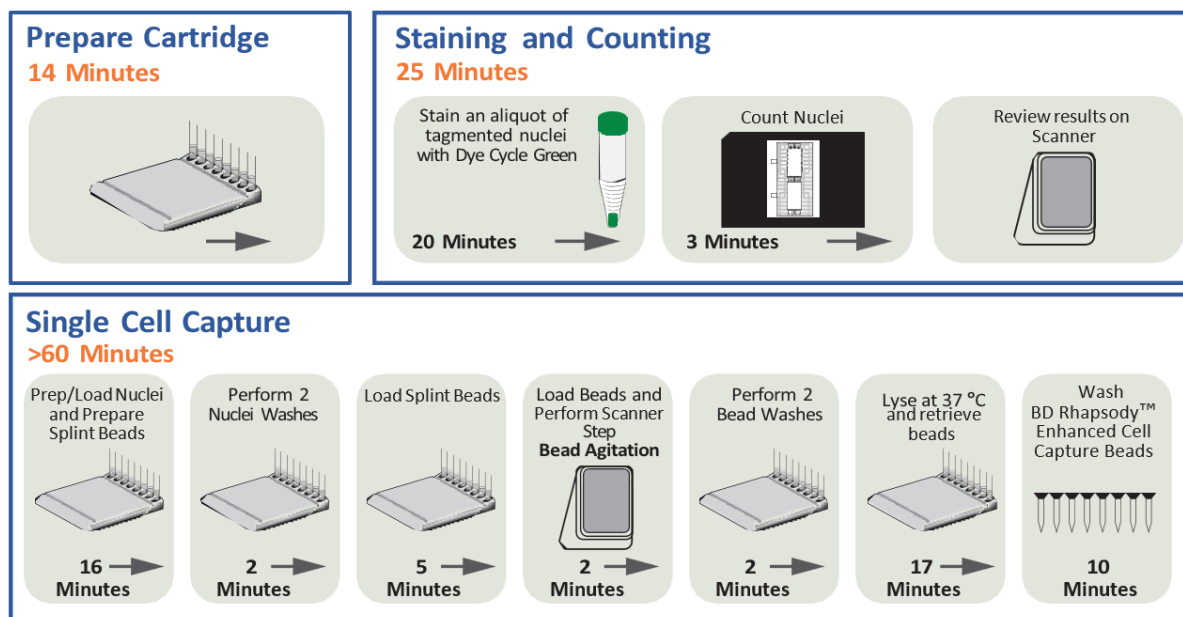 Prepare Cartridge
14 Minutes
Staining and Counting
25 Minutes
Stain an aliquot of
tagmented nuclei
with Dye Cycle Green
20 Minutes
Count Nuclei
3 Minutes
Review results on
Scanner
Single Cell Capture
>60 Minutes
Prep/Load Nuclei
and Prepare
Splint Beads
16
Minutes
Perform 2
Nuclei Washes
2
Minutes
Load Splint Beads
5
Minutes
Load Beads and
Perform Scanner
Step
Bead Agitation
2
Minutes
Perform 2
Bead Washes
2
Minutes
Lyse at 37 °C
and retrieve
beads
17
Minutes
Wash
BD Rhapsody™
Enhanced Cell
Capture Beads
10
Minutes